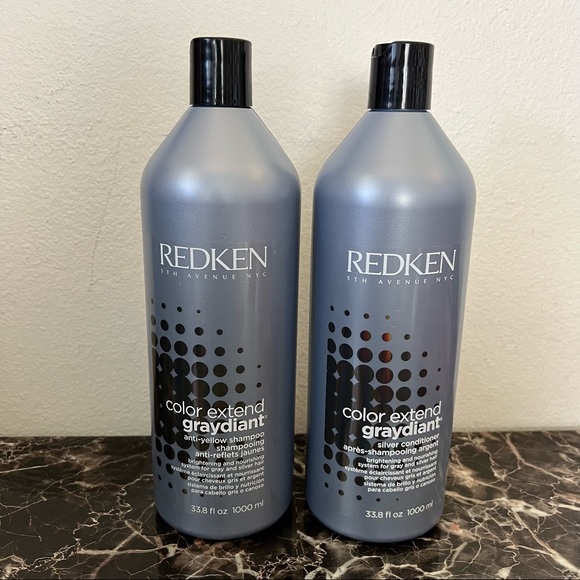 REDKEN
5TH AVENUE NYC
color extend
graydiant®
anti-yellow shampoo
shampooing
anti-reflets jaunes
brightening and nourishing
system for gray and silver hair
système éclaircissant et nourrissant
pour cheveux gris et argent
sistema de brillo y nutrición
para cabello gris o canoso
33.8 fl oz 1000 ml
REDKEN
5TH AVENUE NYC
color extend
graydiant®
silver conditioner
après-shampooing argent
brightening and nourishing
system for gray and silver hair
système éclaircissant et nourrissant
pour cheveux gris et argent
sistema de brillo y nutrición
para cabello gris o canoso
33.8 fl oz 1000 ml